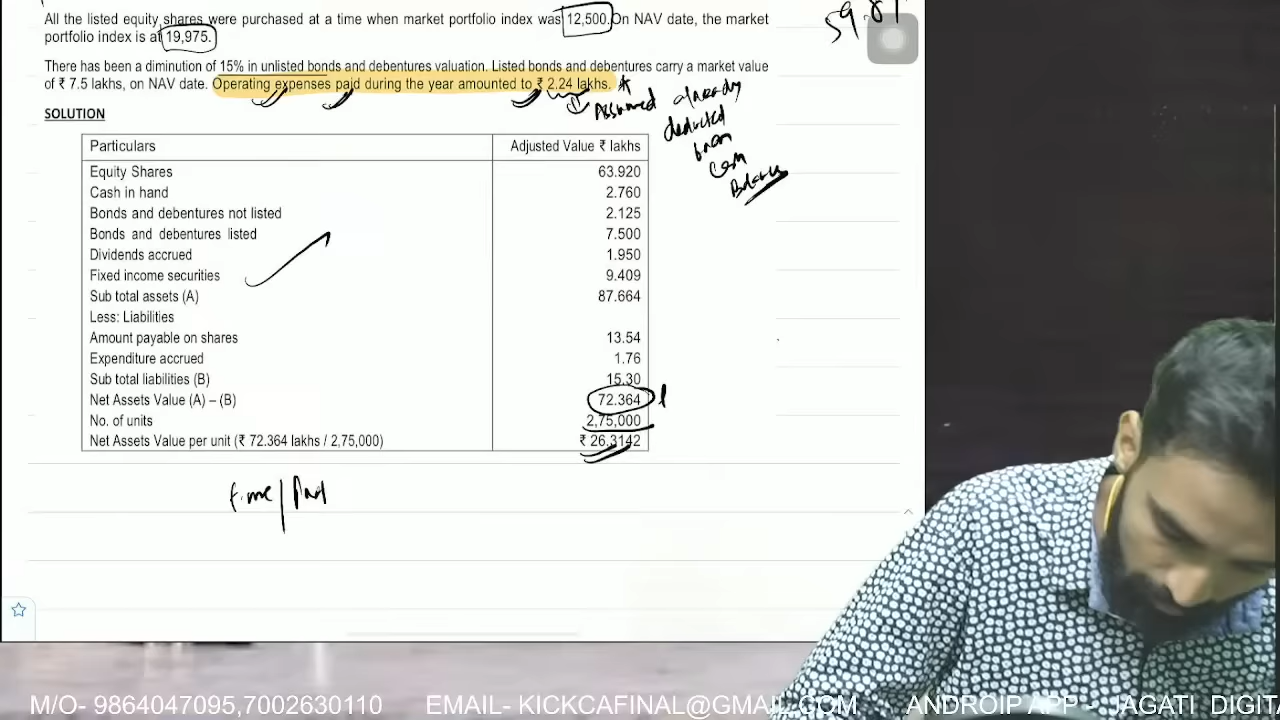 All the listed equity shares were purchased at a time when market portfolio index was 12,500. On NAV date, the market
portfolio index is at 19,975.
There has been a diminution of 15% in unlisted bonds and debentures valuation. Listed bonds and debentures carry a market value
of ₹ 7.5 lakhs, on NAV date. Operating expenses paid during the year amounted to ₹ 2.24 lakhs.
Assumed already
deducted
from
Cash
Balance
SOLUTION
Particulars Adjusted Value ₹ lakhs
Equity Shares 63.920
Cash in hand 2.760
Bonds and debentures not listed 2.125
Bonds and debentures listed 7.500
Dividends accrued 1.950
Fixed income securities 9.409
Sub total assets (A) 87.664
Less: Liabilities
Amount payable on shares 13.54
Expenditure accrued 1.76
Sub total liabilities (B) 15.30
Net Assets Value (A) – (B) 72.364
No. of units 2,75,000
Net Assets Value per unit (₹ 72.364 lakhs / 2,75,000) ₹ 26.3142
M/O- 9864047095,7002630110 EMAIL- KICKCAFINAL@GMAIL.COM ANDROIP APP - JAGATI DIGITA